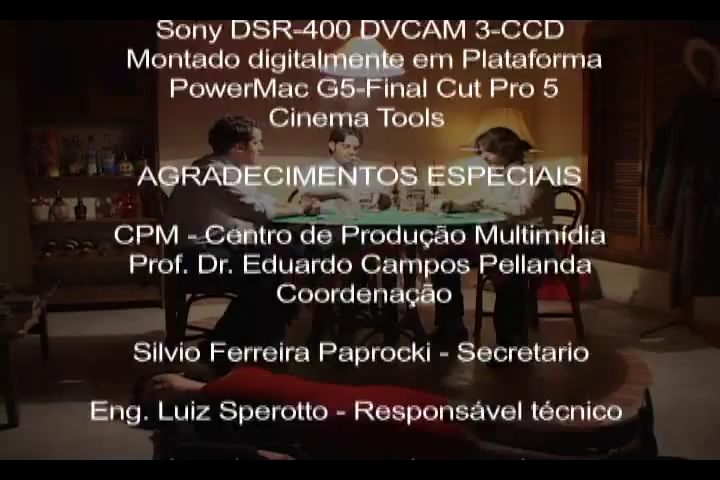 Sony DSR-400 DVCAM 3-CCD
Montado digitalmente em Plataforma
PowerMac G5-Final Cut Pro 5
Cinema Tools
AGRADECIMENTOS ESPECIAIS
CPM - Centro de Produção Multimídia
Prof. Dr. Eduardo Campos Pellanda
Coordenação
Silvio Ferreira Paprocki - Secretario
Eng. Luiz Sperotto - Responsável técnico